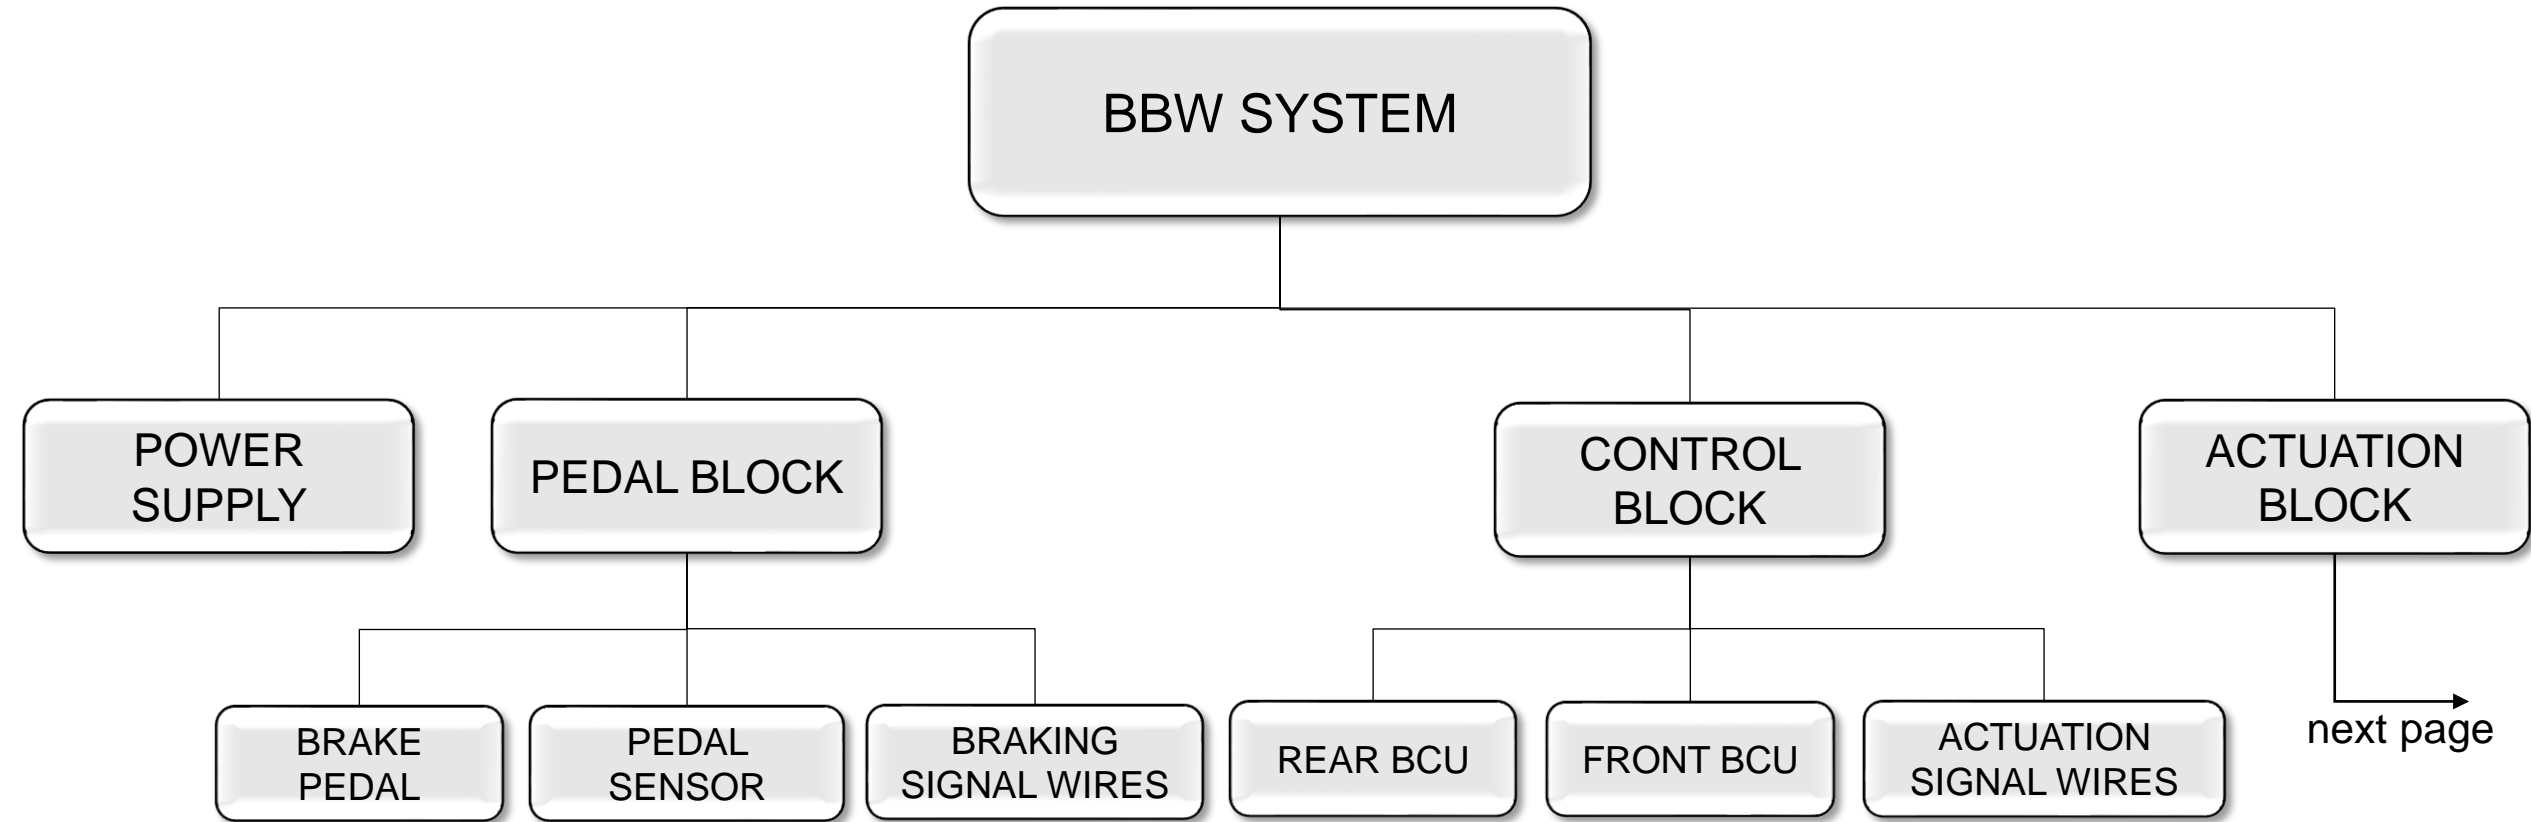 BBW SYSTEM
POWER
SUPPLY
PEDAL BLOCK
CONTROL
BLOCK
ACTUATION
BLOCK
BRAKE
PEDAL
PEDAL
SENSOR
BRAKING
SIGNAL WIRES
REAR BCU
FRONT BCU
ACTUATION
SIGNAL WIRES
next page